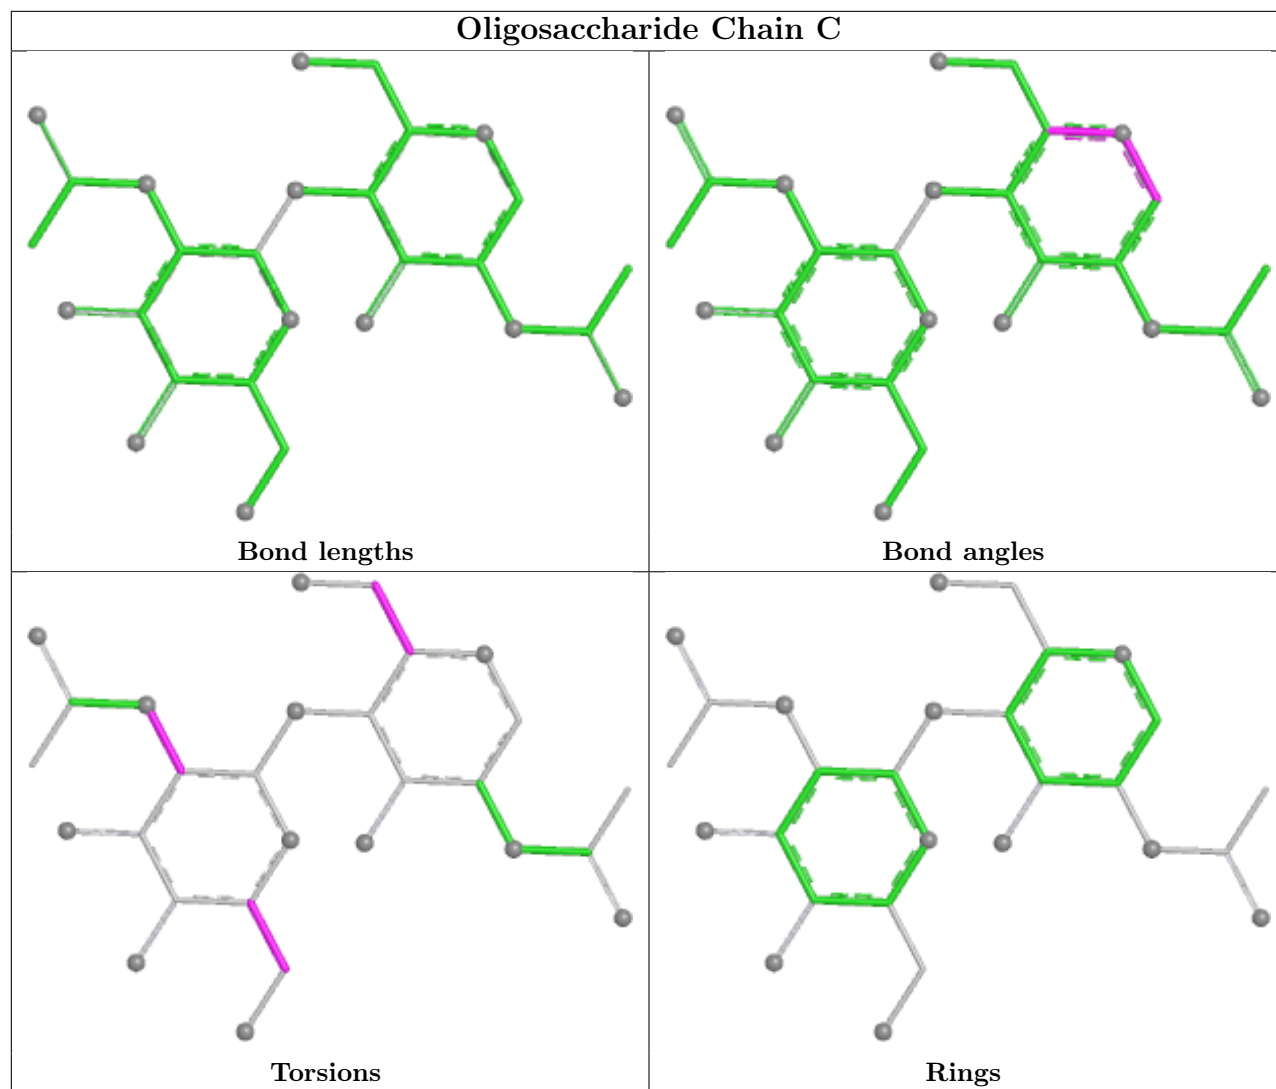 Oligosaccharide Chain C
Bond lengths
Bond angles
Torsions
Rings